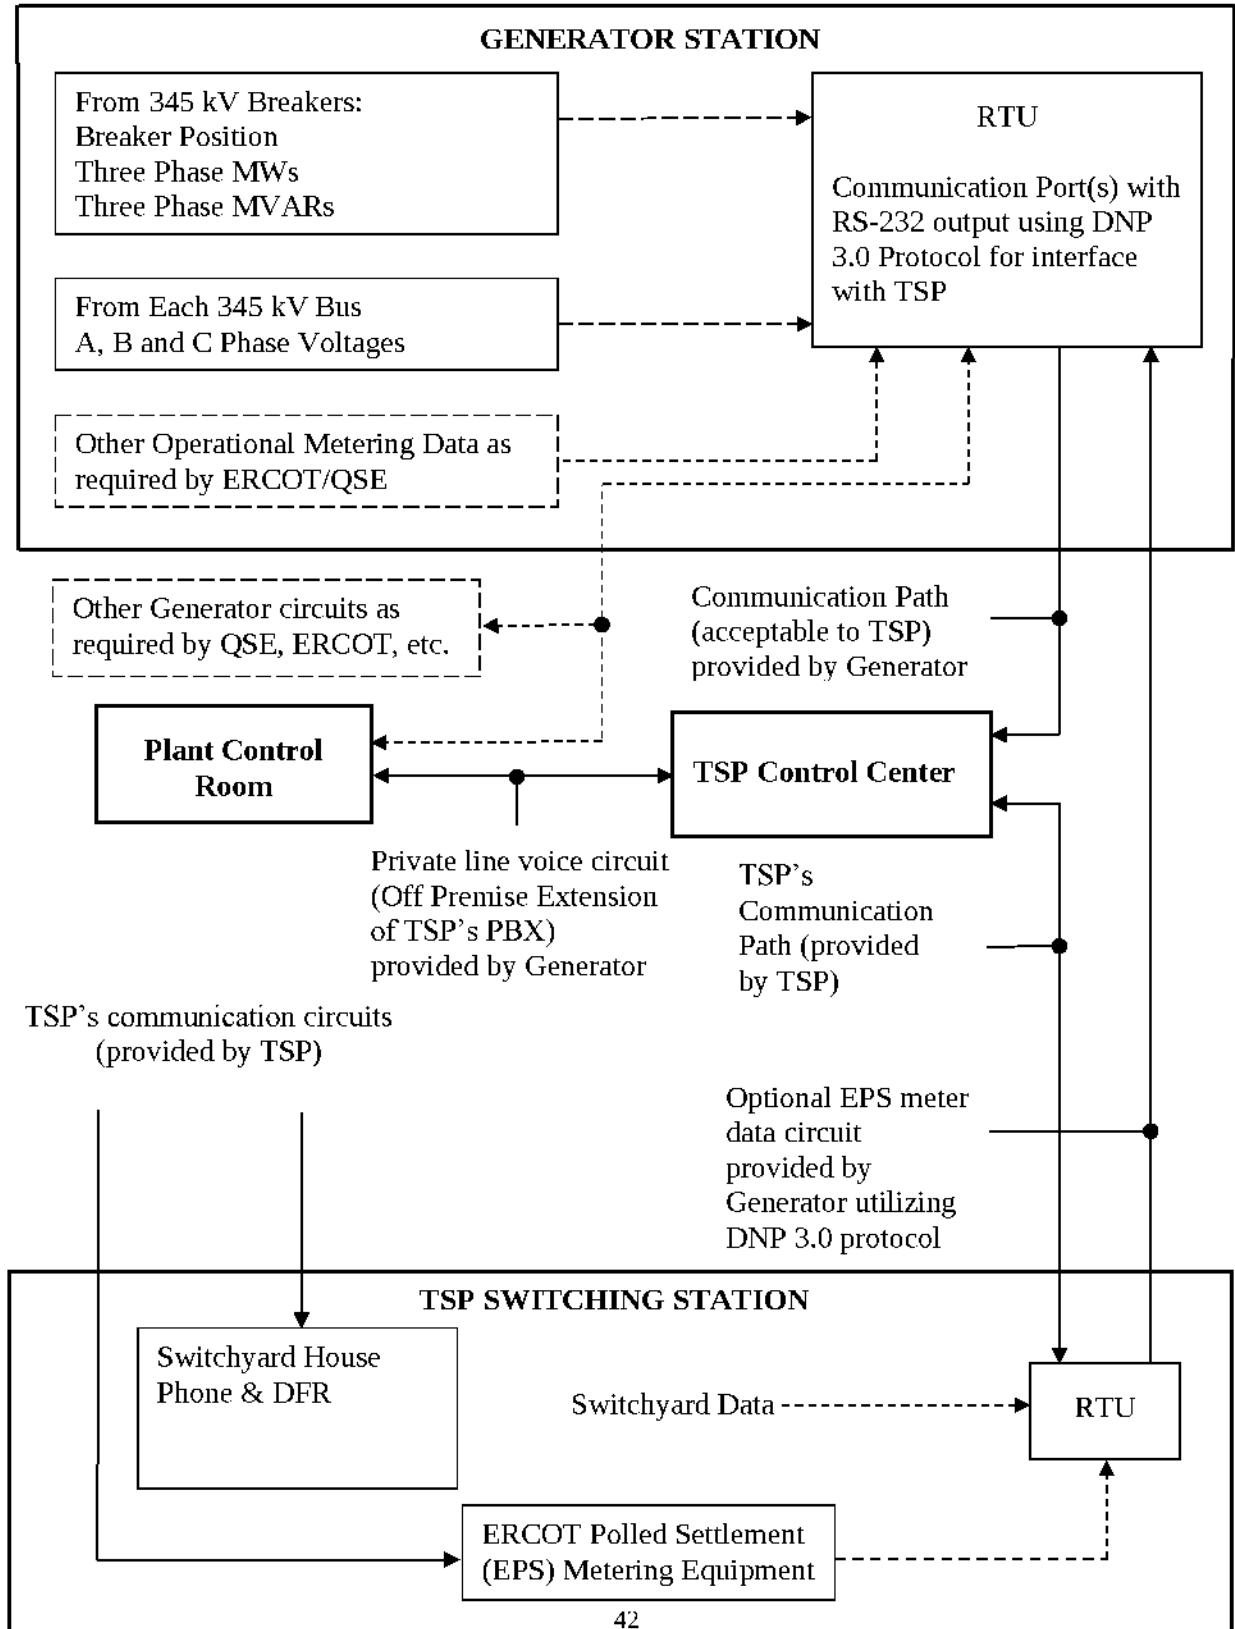 GENERATOR STATION
From 345 kV Breakers:
Breaker Position
Three Phase MWs
Three Phase MVARs
RTU
Communication Port(s) with
RS-232 output using DNP
3.0 Protocol for interface
with TSP
From Each 345 kV Bus
A, B and C Phase Voltages
Other Operational Metering Data as
required by ERCOT/QSE
Other Generator circuits as
required by QSE, ERCOT, etc.
Communication Path
(acceptable to TSP)
provided by Generator
Plant Control
Room
TSP Control Center
Private line voice circuit
(Off Premise Extension
of TSP’s PBX)
provided by Generator
TSP’s
Communication
Path (provided
by TSP)
TSP’s communication circuits
(provided by TSP)
Optional EPS meter
data circuit
provided by
Generator utilizing
DNP 3.0 protocol
TSP SWITCHING STATION
Switchyard House
Phone & DFR
Switchyard Data
RTU
ERCOT Polled Settlement
(EPS) Metering Equipment
42